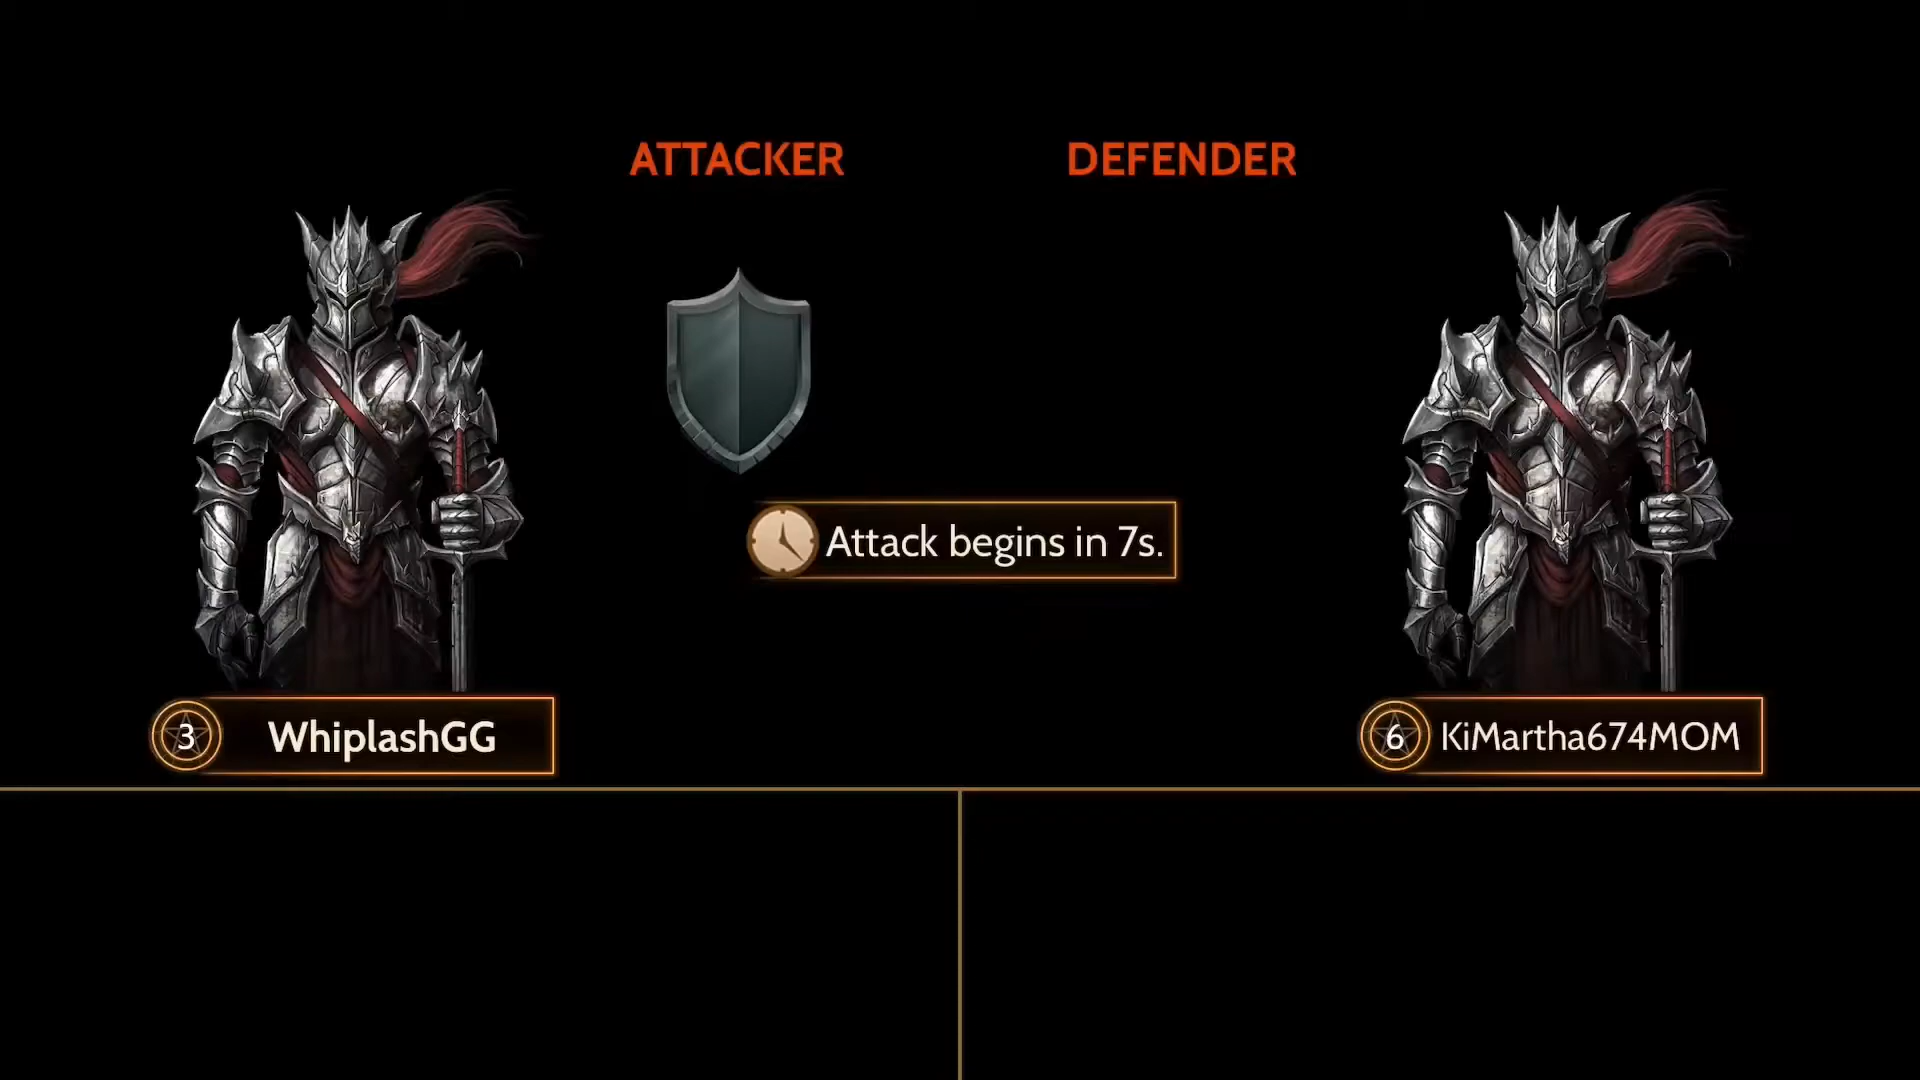 ATTACKER
DEFENDER
Attack begins in 7s.
3 WhiplashGG
6 KiMartha674MOM